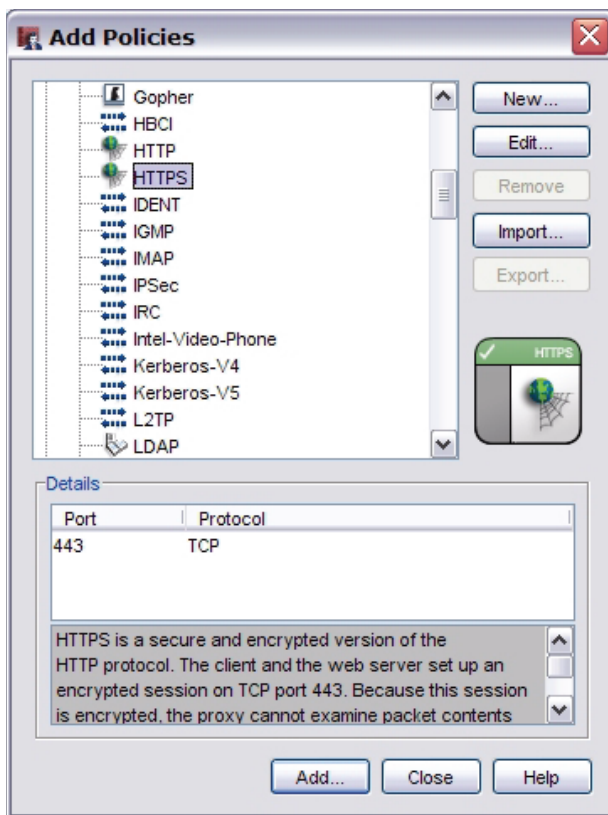 Add Policies
Gopher
HBCI
HTTP
HTTPS
IDENT
IGMP
IMAP
IPSec
IRC
Intel-Video-Phone
Kerberos-V4
Kerberos-V5
L2TP
LDAP
New...
Edit...
Remove
Import...
Export...
HTTPS
Details
Port Protocol
443 TCP
HTTPS is a secure and encrypted version of the
HTTP protocol. The client and the web server set up an
encrypted session on TCP port 443. Because this session
is encrypted, the proxy cannot examine packet contents
Add... Close Help